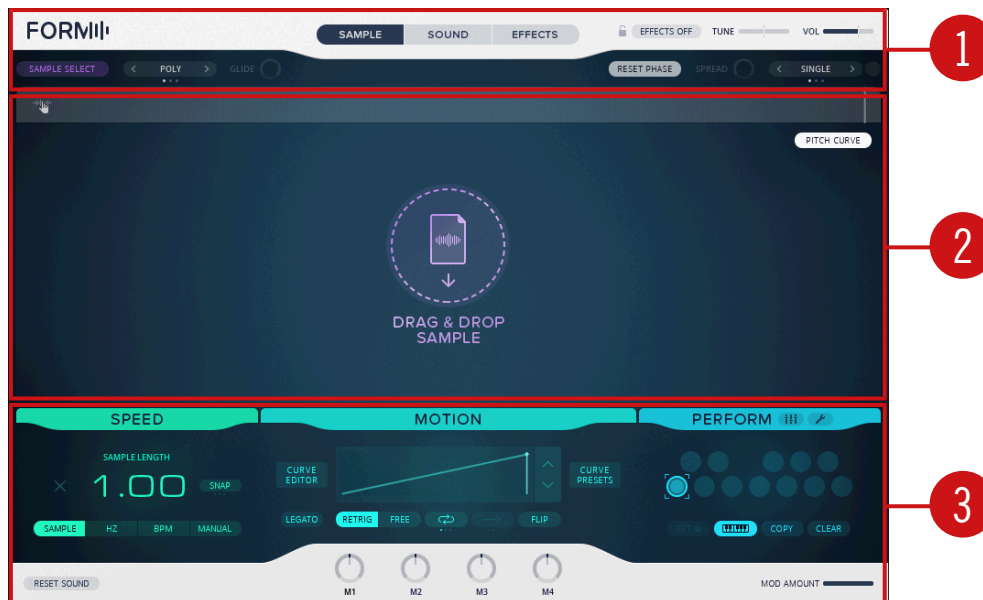 FORM
SAMPLE SOUND EFFECTS
EFFECTS OFF TUNE VOL
1
SAMPLE SELECT < POLY > GLIDE
RESET PHASE SPREAD < SINGLE >
PITCH CURVE
2
DRAG & DROP
SAMPLE
SPEED MOTION PERFORM
SAMPLE LENGTH
1.00 SNAP
CURVE
EDITOR
CURVE
PRESETS
3
SAMPLE HZ BPM MANUAL
LEGATO RETRIG FREE FLIP
COPY CLEAR
RESET SOUND
M1 M2 M3 M4
MOD AMOUNT